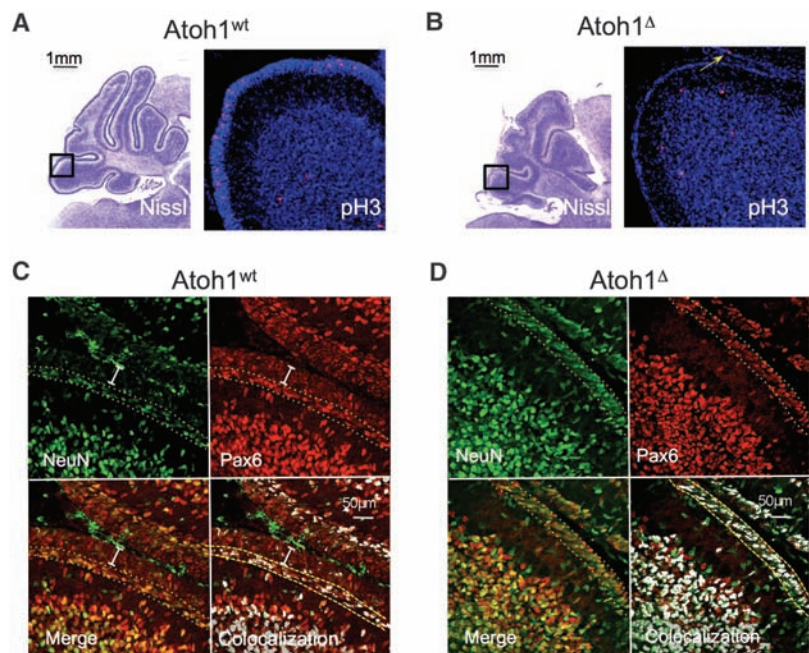 A
Atoh1wt
1mm
Nissl
pH3
B
Atoh1Δ
1mm
Nissl
pH3
C
Atoh1wt
NeuN
Pax6
Merge
50μm
Colocalization
D
Atoh1Δ
NeuN
Pax6
Merge
50μm
Colocalization